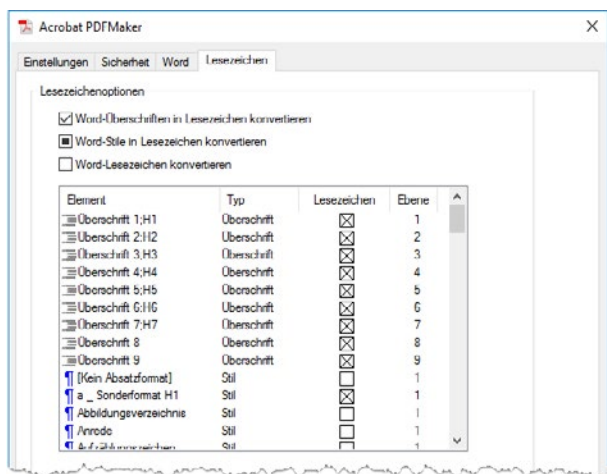 Acrobat PDFMaker
Einstellungen Sicherheit Word Lesezeichen
Lesezeichenoptionen
Word-Überschriften in Lesezeichen konvertieren
Word-Stile in Lesezeichen konvertieren
Word-Lesezeichen konvertieren
Element Typ Lesezeichen Ebene
Überschrift 1;H1 Überschrift 1
Überschrift 2;H2 Überschrift 2
Überschrift 3;H3 Überschrift 3
Überschrift 4;H4 Überschrift 4
Überschrift 5;H5 Überschrift 5
Überschrift 6;H6 Überschrift 6
Überschrift 7;H7 Überschrift 7
Überschrift 8 Überschrift 8
Überschrift 9 Überschrift 9
[Kein Absatzformat] Stil 1
a _ Sonderformat H1 Stil 1
Abbildungsverzeichnis Stil 1
Anrede Stil 1
Aufzählungszeichen Stil 1